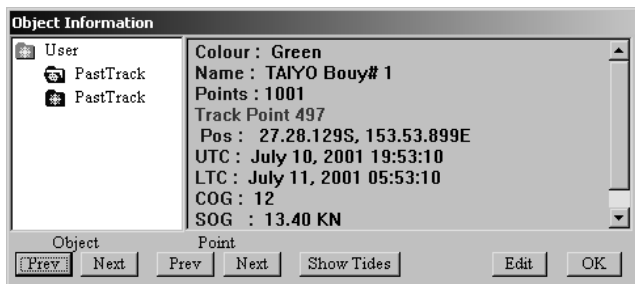 Object Information
User
PastTrack
PastTrack
Colour : Green
Name : TAIYO Bouy# 1
Points : 1001
Track Point 497
Pos : 27.28.129S, 153.53.899E
UTC : July 10, 2001 19:53:10
LTC : July 11, 2001 05:53:10
COG : 12
SOG : 13.40 KN
Object Point
Prev Next Prev Next Show Tides Edit OK